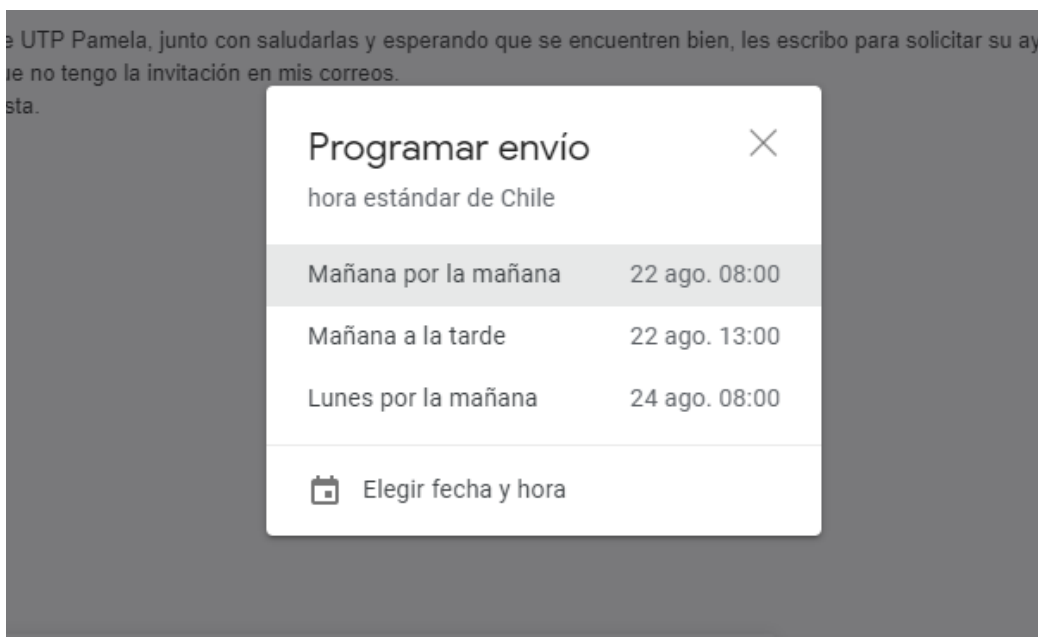 e UTP Pamela, junto con saludarlas y esperando que se encuentren bien, les escribo para solicitar su ay
ue no tengo la invitación en mis correos.
sta.
Programar envío
hora estándar de Chile
Mañana por la mañana 22 ago. 08:00
Mañana a la tarde 22 ago. 13:00
Lunes por la mañana 24 ago. 08:00
Elegir fecha y hora